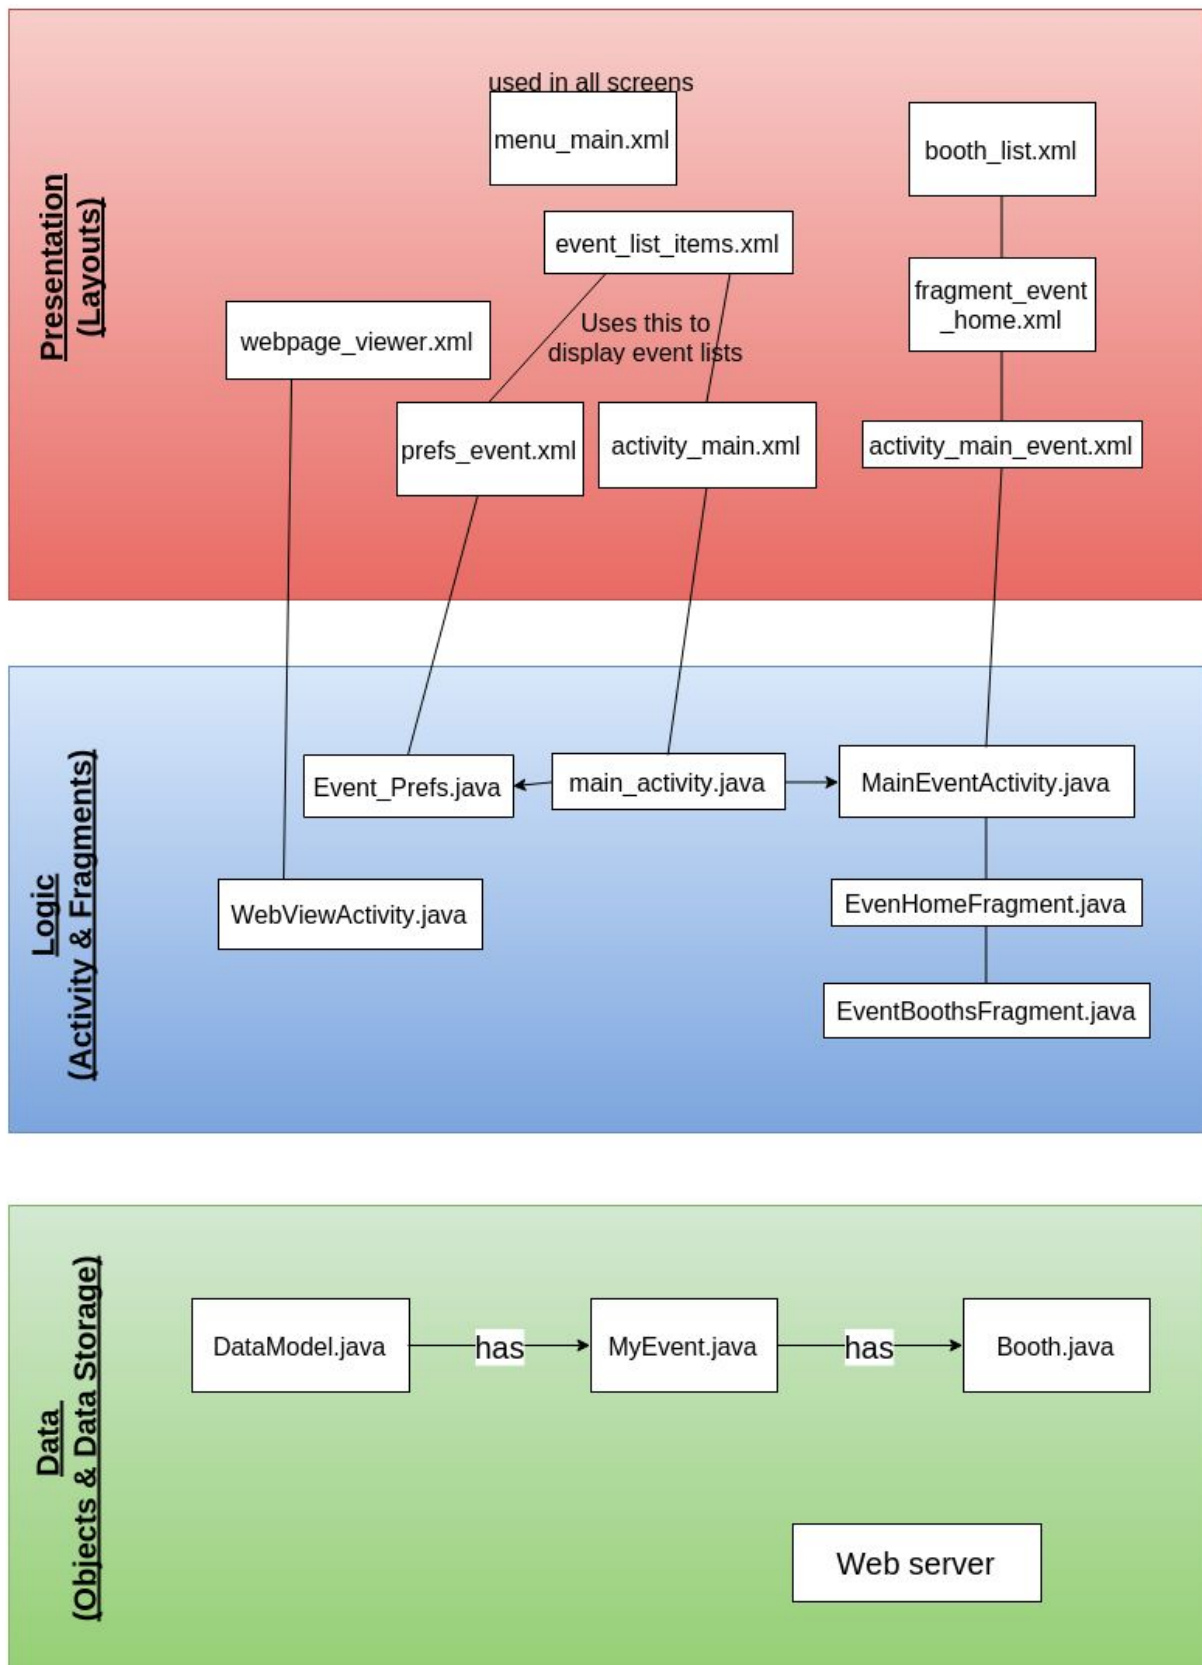 Presentation
(Layouts)
used in all screens
menu_main.xml
booth_list.xml
event_list_items.xml
fragment_event
_home.xml
webpage_viewer.xml
Uses this to
display event lists
prefs_event.xml
activity_main.xml
activity_main_event.xml
Logic
(Activity & Fragments)
Event_Prefs.java
main_activity.java
MainEventActivity.java
WebViewActivity.java
EvenHomeFragment.java
EventBoothsFragment.java
Data
(Objects & Data Storage)
DataModel.java
has
MyEvent.java
has
Booth.java
Web server